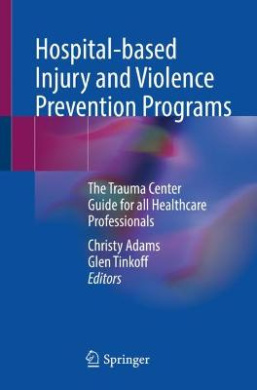 Hospital-based
Injury and Violence
Prevention Programs
The Trauma Center
Guide for all Healthcare
Professionals
Christy Adams
Glen Tinkoff
Editors
Springer